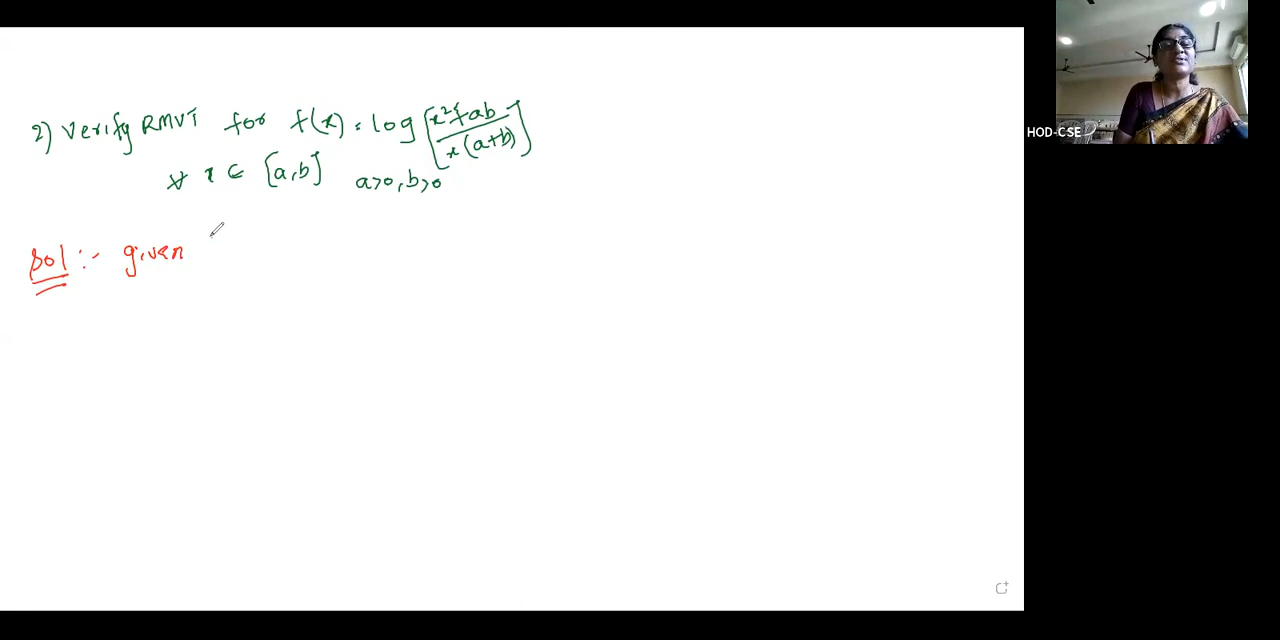 2) Verify RMVT for f(x) = log [x²+ab / x(a+b)]
∀ x ∈ [a,b] a>0, b>0
Sol :- given
HOD-CSE